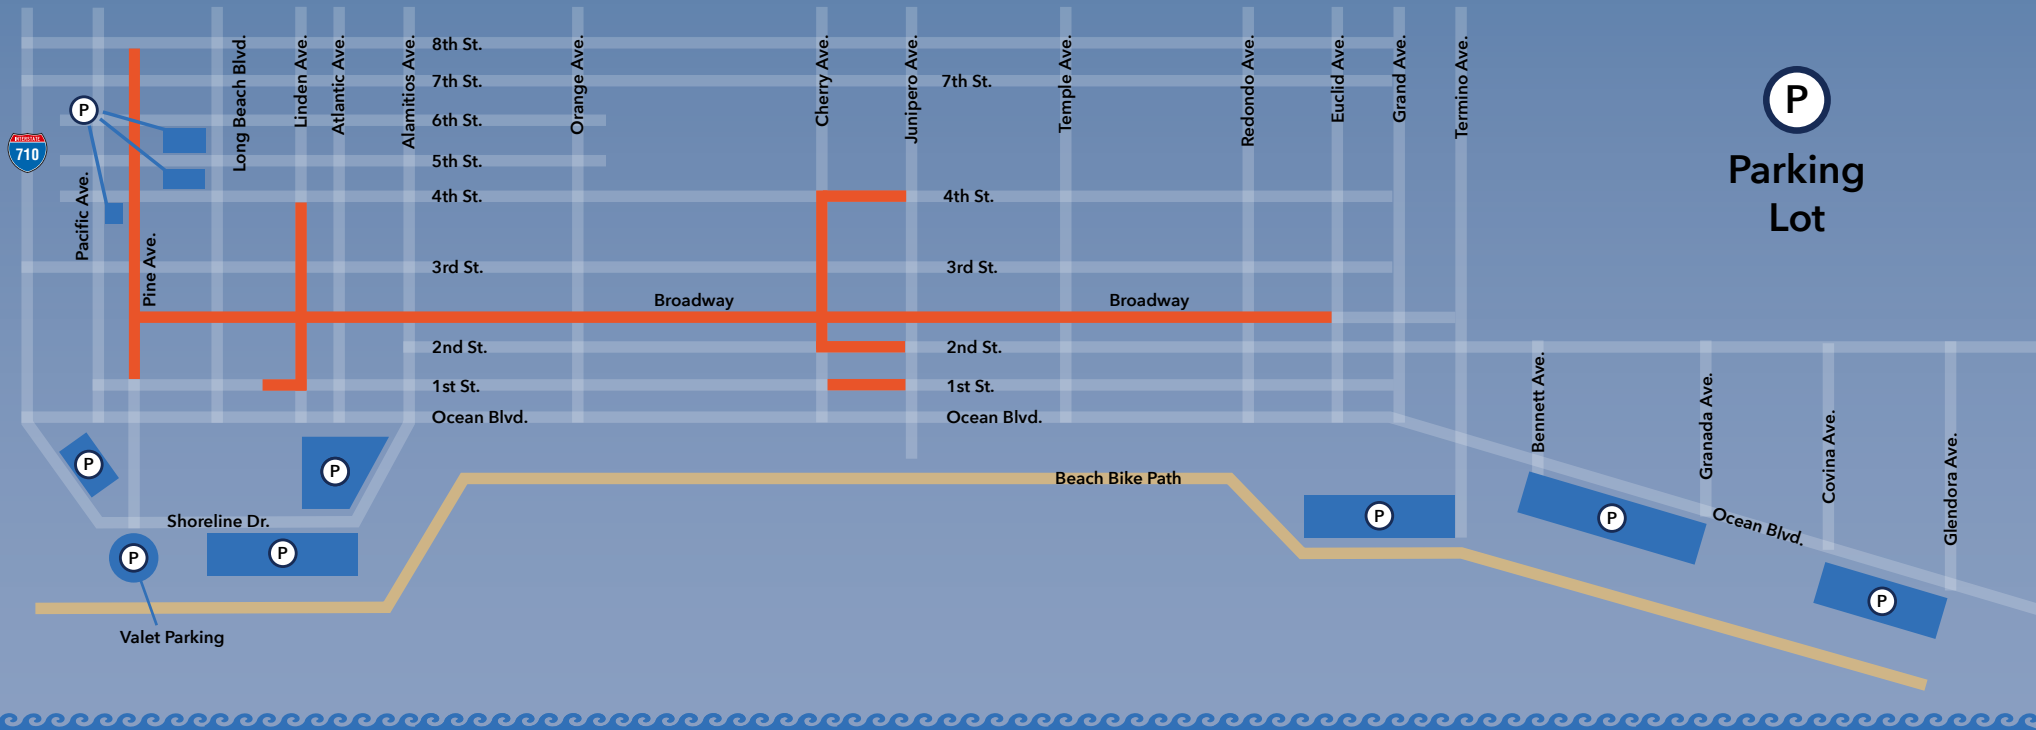 Long Beach Blvd.
Linden Ave.
Atlantic Ave.
Alamitios Ave.
8th St.
Orange Ave.
Cherry Ave.
Junipero Ave.
Temple Ave.
Redondo Ave.
Euclid Ave.
Grand Ave.
Termino Ave.
7th St.
7th St.
P
P
Parking
Lot
6th St.
INTERSTATE
710
5th St.
Pacific Ave.
4th St.
4th St.
Pine Ave.
3rd St.
3rd St.
Broadway
Broadway
2nd St.
2nd St.
1st St.
1st St.
Bennett Ave.
Granada Ave.
Covina Ave.
Glendora Ave.
Ocean Blvd.
Ocean Blvd.
P
P
Beach Bike Path
Shoreline Dr.
P
P
Ocean Blvd.
P
P
P
Valet Parking